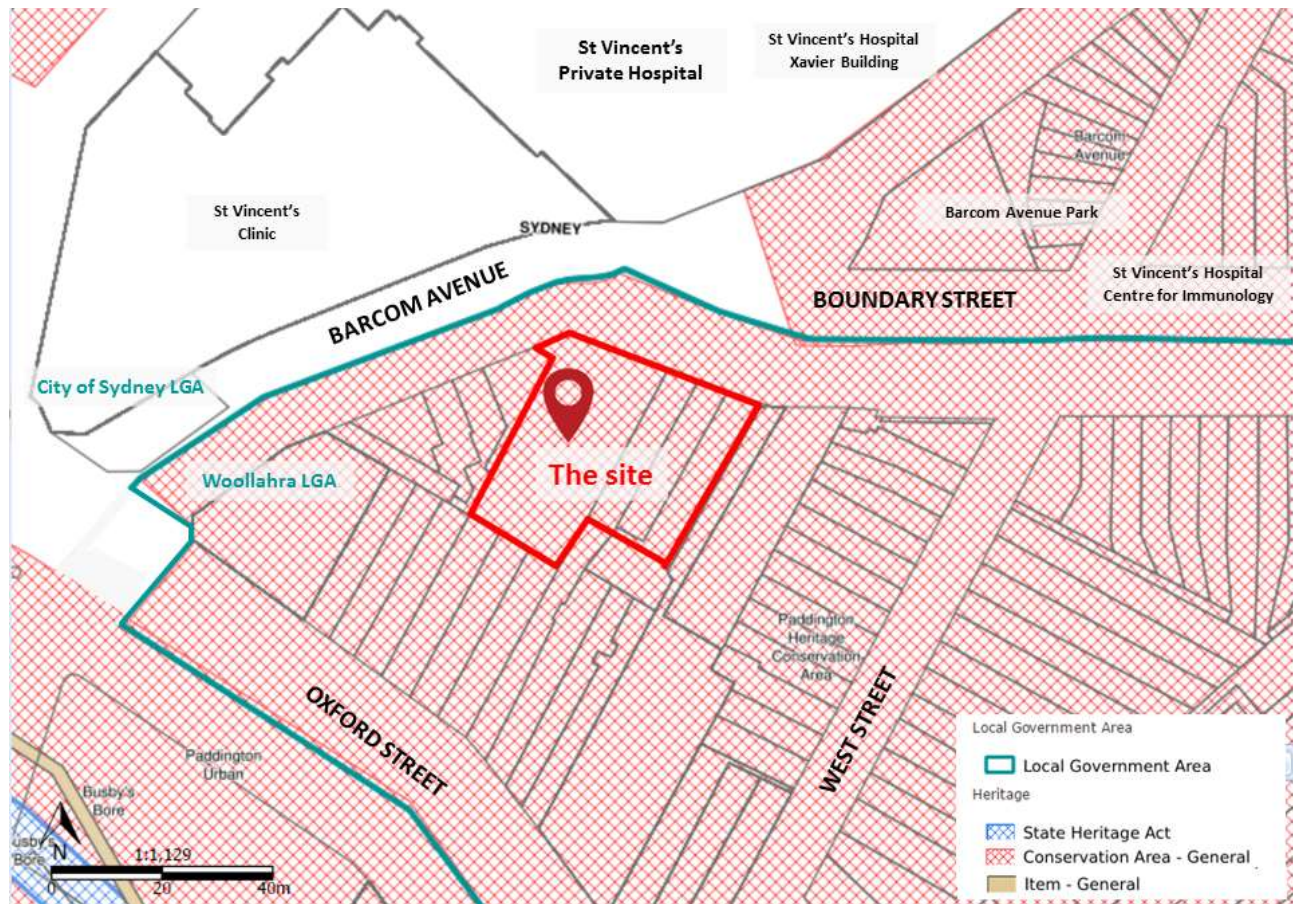 St Vincent's
Private Hospital
St Vincent's Hospital
Xavier Building
Barcom
Avenue
St Vincent's
Clinic
Barcom Avenue Park
SYDNEY
BARCOM AVENUE
St Vincent's Hospital
Centre for Immunology
BOUNDARY STREET
City of Sydney LGA
Woollahra LGA
The site
Paddington
Heritage
Conservation
Area
OXFORD STREET
WEST STREET
Paddington
Urban
Busby's
Bore
usby's
Bore
N
1:1,129
0 20 40m
Local Government Area
Local Government Area
Heritage
State Heritage Act
Conservation Area - General
Item - General